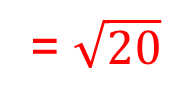 = √20